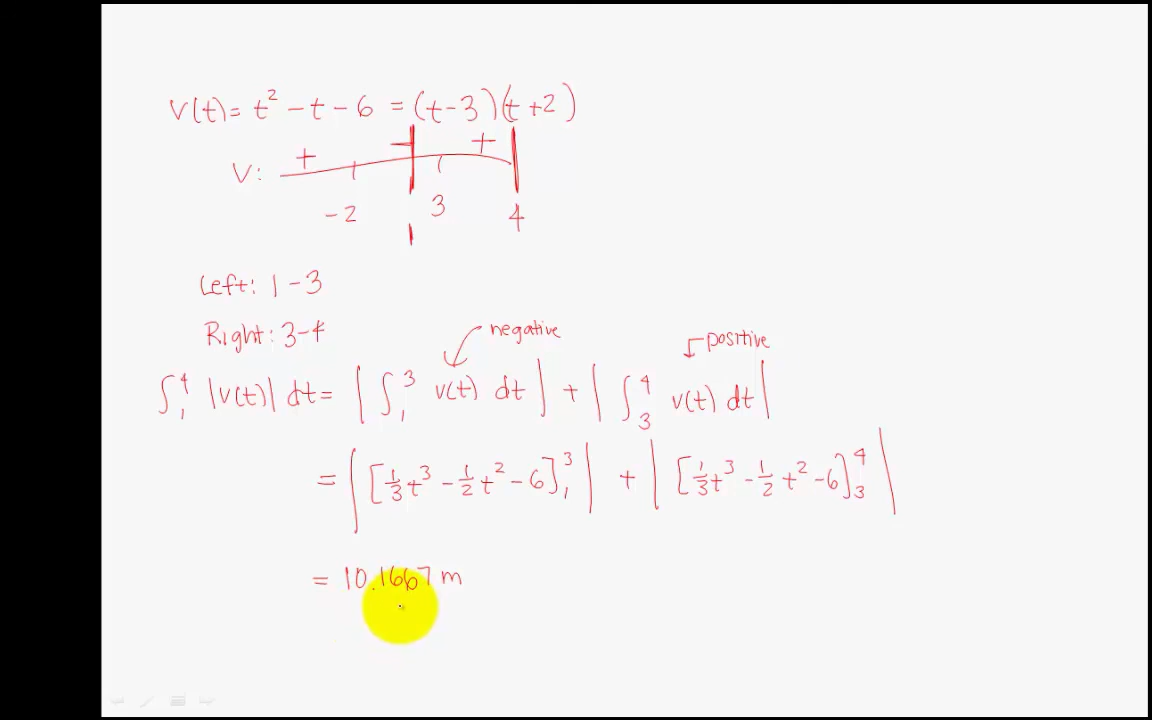 V(t) = t² - t - 6 = (t-3)(t+2)
V: + - +
-2 1 3 4
Left: 1-3
Right: 3-4
negative
positive
∫₁⁴ |v(t)| dt = |∫₁³ v(t) dt| + |∫₃⁴ v(t) dt|
= |[⅓t³ - ½t² - 6]₁³| + |[⅓t³ - ½t² - 6]₃⁴|
= 10.1667 m